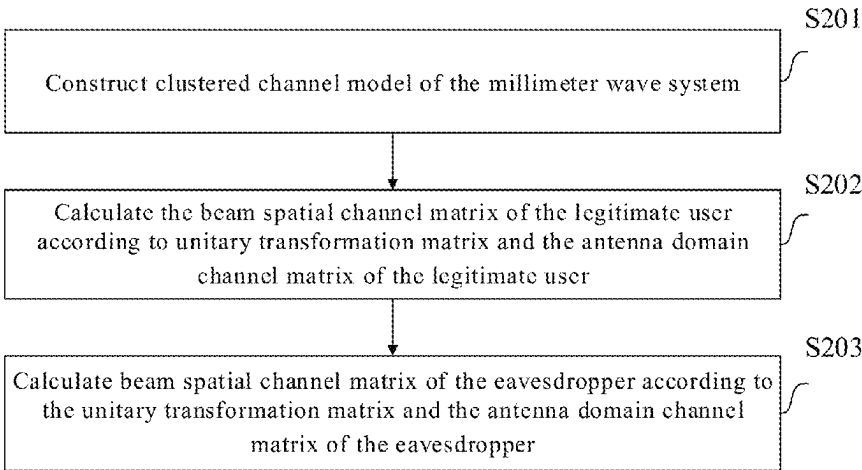 S201
Construct clustered channel model of the millimeter wave system
S202
Calculate the beam spatial channel matrix of the legitimate user
according to unitary transformation matrix and the antenna domain
channel matrix of the legitimate user
S203
Calculate beam spatial channel matrix of the eavesdropper according to
the unitary transformation matrix and the antenna domain channel
matrix of the eavesdropper